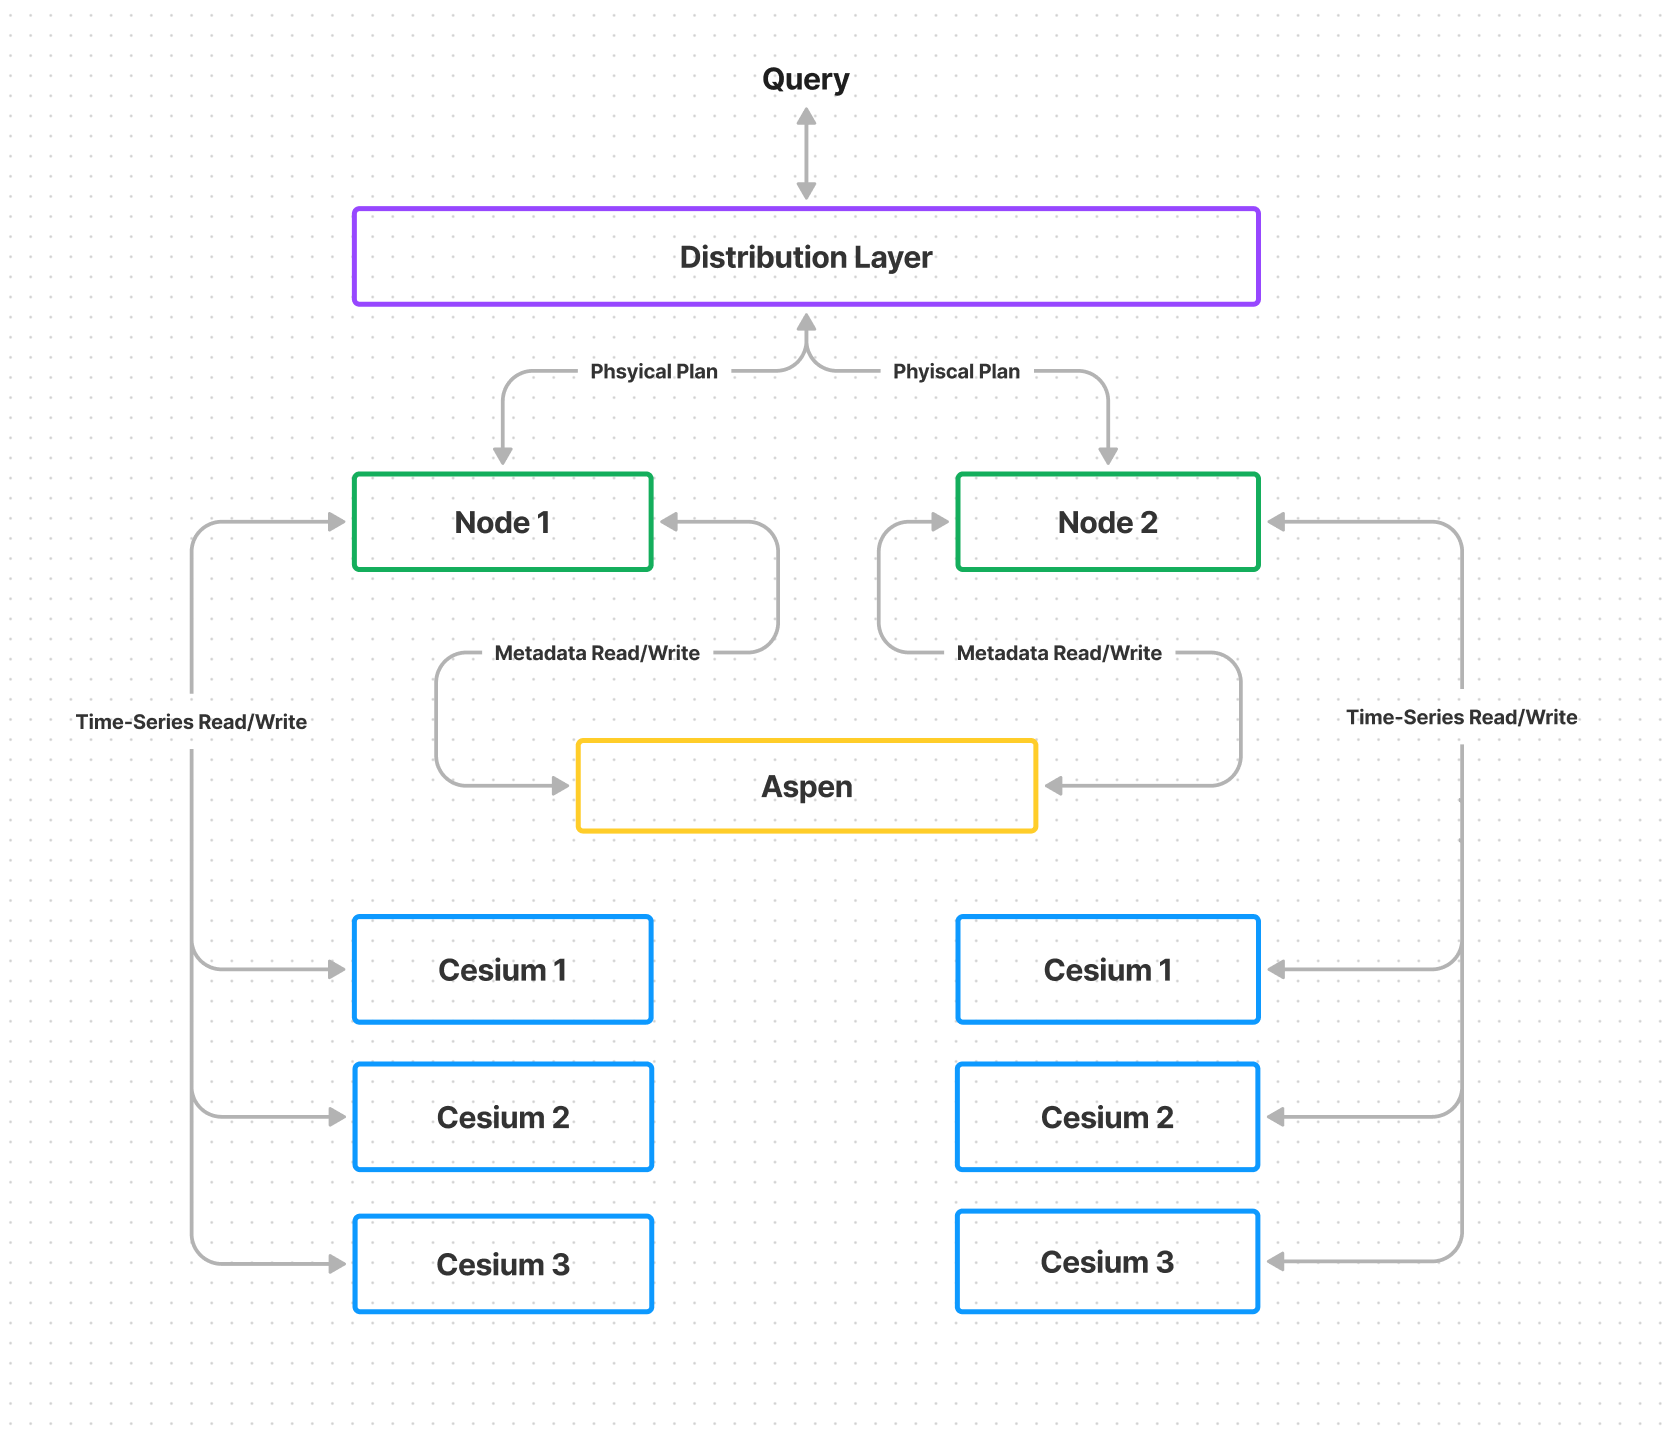 Query
Distribution Layer
Phsyical Plan
Phyiscal Plan
Node 1
Node 2
Metadata Read/Write
Metadata Read/Write
Time-Series Read/Write
Time-Series Read/Write
Aspen
Cesium 1
Cesium 1
Cesium 2
Cesium 2
Cesium 3
Cesium 3